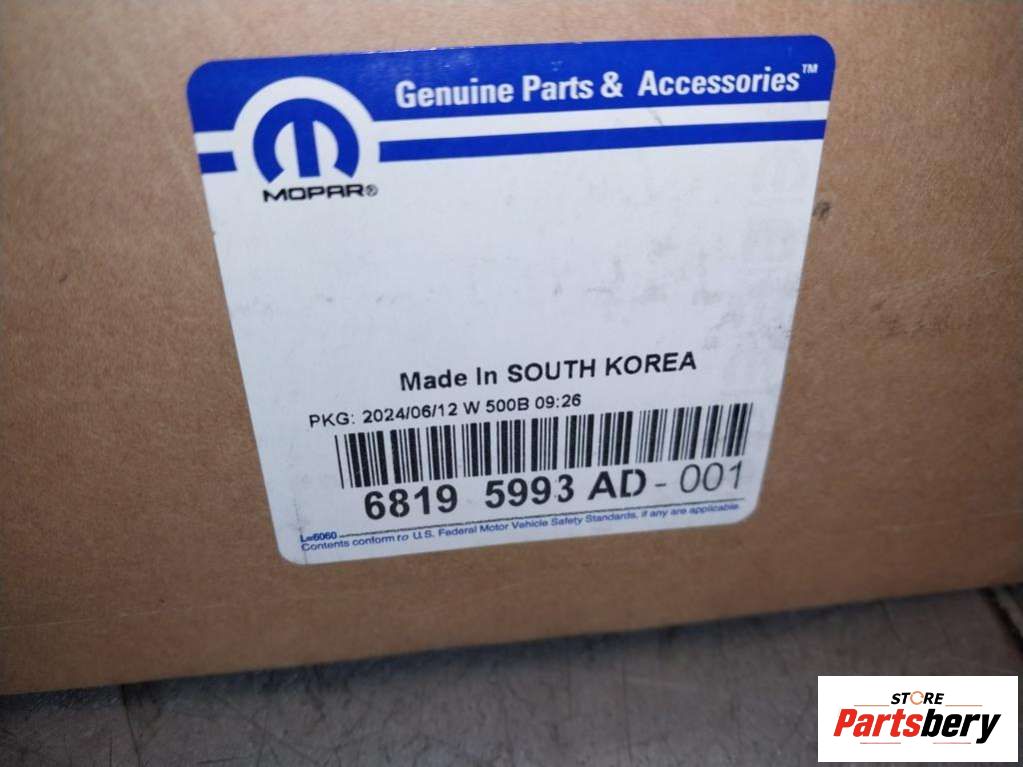 Genuine Parts & Accessories™
MOPAR®
Made In SOUTH KOREA
PKG: 2024/06/12 W 500B 09:26
6819 5993 AD - 001
L=6060
Contents conform to U.S. Federal Motor Vehicle Safety Standards, if any are applicable.
STORE
Partsbery